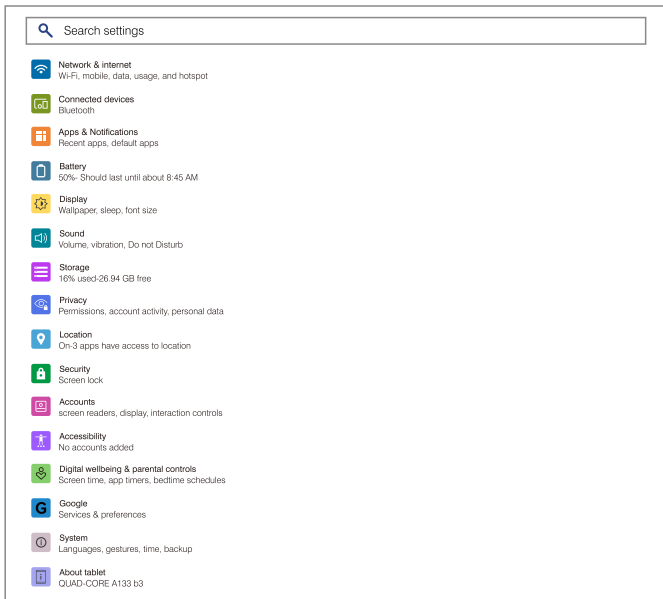 Search settings
Network & internet
Wi-Fi, mobile, data, usage, and hotspot
Connected devices
Bluetooth
Apps & Notifications
Recent apps, default apps
Battery
50%- Should last until about 8:45 AM
Display
Wallpaper, sleep, font size
Sound
Volume, vibration, Do not Disturb
Storage
16% used-26.94 GB free
Privacy
Permissions, account activity, personal data
Location
On-3 apps have access to location
Security
Screen lock
Accounts
screen readers, display, interaction controls
Accessibility
No accounts added
Digital wellbeing & parental controls
Screen time, app timers, bedtime schedules
G Google
Services & preferences
System
Languages, gestures, time, backup
About tablet
QUAD-CORE A133 b3